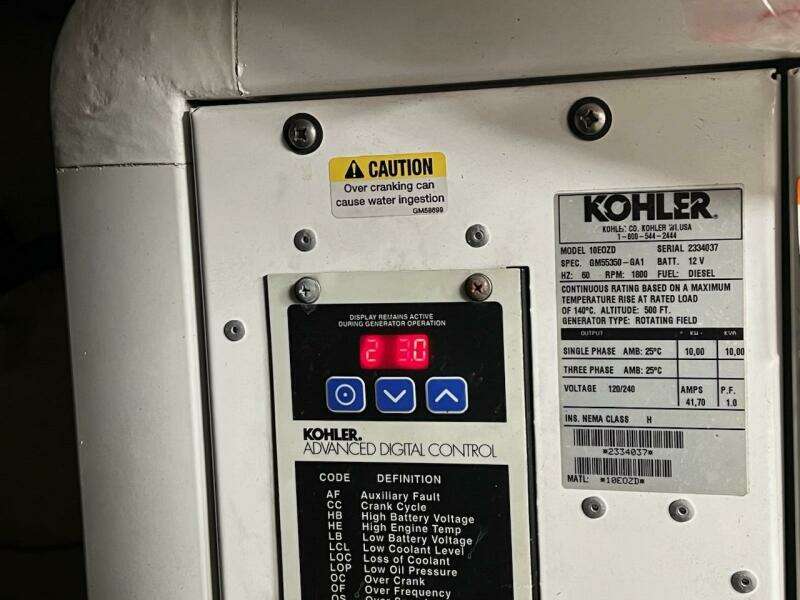 CAUTION
Over cranking can
cause water ingestion
GM58699
KOHLER®
KOHLER CO. KOHLER WI.USA
1-800-544-2444
MODEL 10EOZD SERIAL 2334037
SPEC. GM55350-GA1 BATT. 12 V
HZ: 60 RPM: 1800 FUEL: DIESEL
CONTINUOUS RATING BASED ON A MAXIMUM
TEMPERATURE RISE AT RATED LOAD
OF 140°C. ALTITUDE: 500 FT.
GENERATOR TYPE: ROTATING FIELD
OUTPUT KW KVA
SINGLE PHASE AMB: 25°C 10,00 10,00
THREE PHASE AMB: 25°C
VOLTAGE 120/240 AMPS P.F.
41,70 1.0
INS. NEMA CLASS H
*2334037*
MATL: *10EOZD*
DISPLAY REMAINS ACTIVE
DURING GENERATOR OPERATION
2 3.0
KOHLER.
ADVANCED DIGITAL CONTROL
CODE DEFINITION
AF Auxiliary Fault
CC Crank Cycle
HB High Battery Voltage
HE High Engine Temp
LB Low Battery Voltage
LCL Low Coolant Level
LOC Loss of Coolant
LOP Low Oil Pressure
OC Over Crank
OF Over Frequency
OS Over